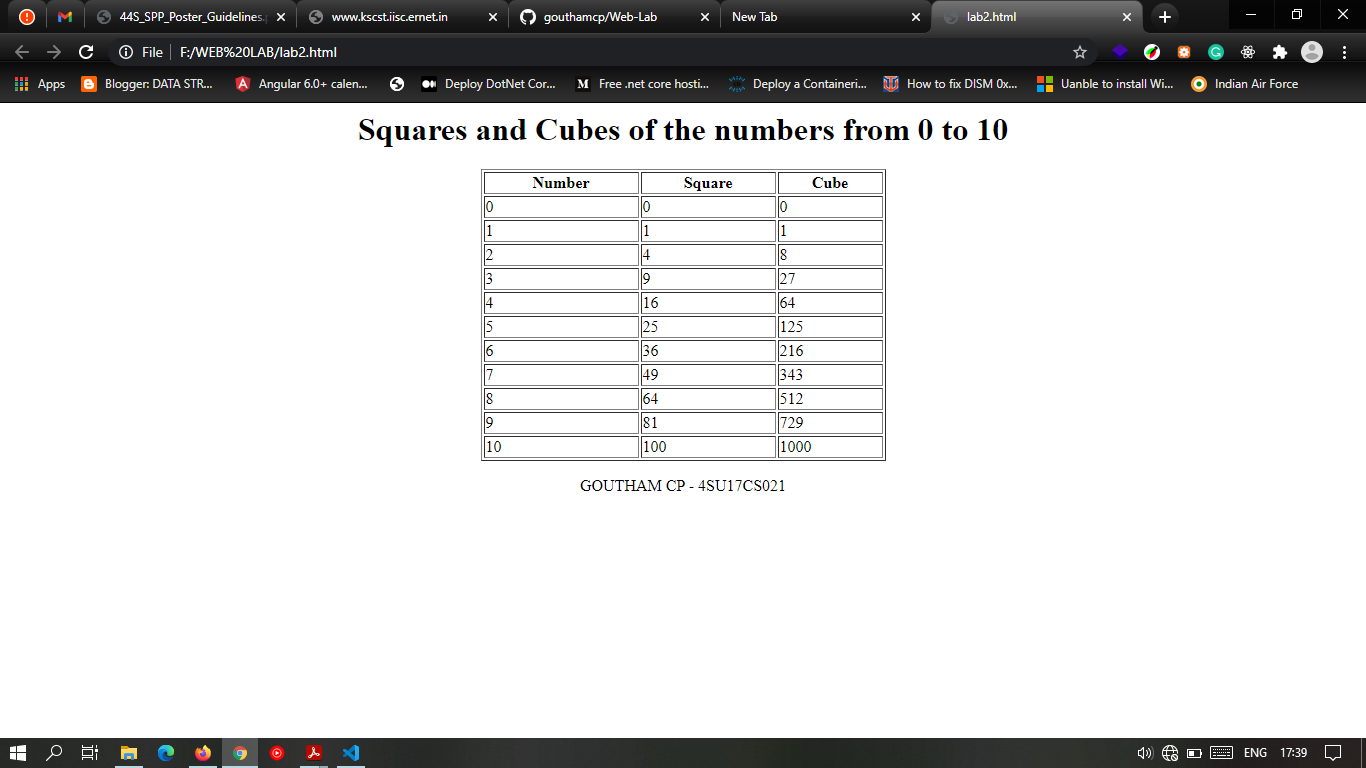 44S_SPP_Poster_Guidelines.
www.kscst.iisc.ernet.in
gouthamcp/Web-Lab
New Tab
lab2.html
File
F:/WEB%20LAB/lab2.html
Apps
Blogger: DATA STR...
Angular 6.0+ calen...
Deploy DotNet Cor...
Free .net core hosti...
Deploy a Containeri...
How to fix DISM 0x...
Uanble to install Wi...
Indian Air Force
Squares and Cubes of the numbers from 0 to 10
Number Square Cube
0 0 0
1 1 1
2 4 8
3 9 27
4 16 64
5 25 125
6 36 216
7 49 343
8 64 512
9 81 729
10 100 1000
GOUTHAM CP - 4SU17CS021
ENG 17:39